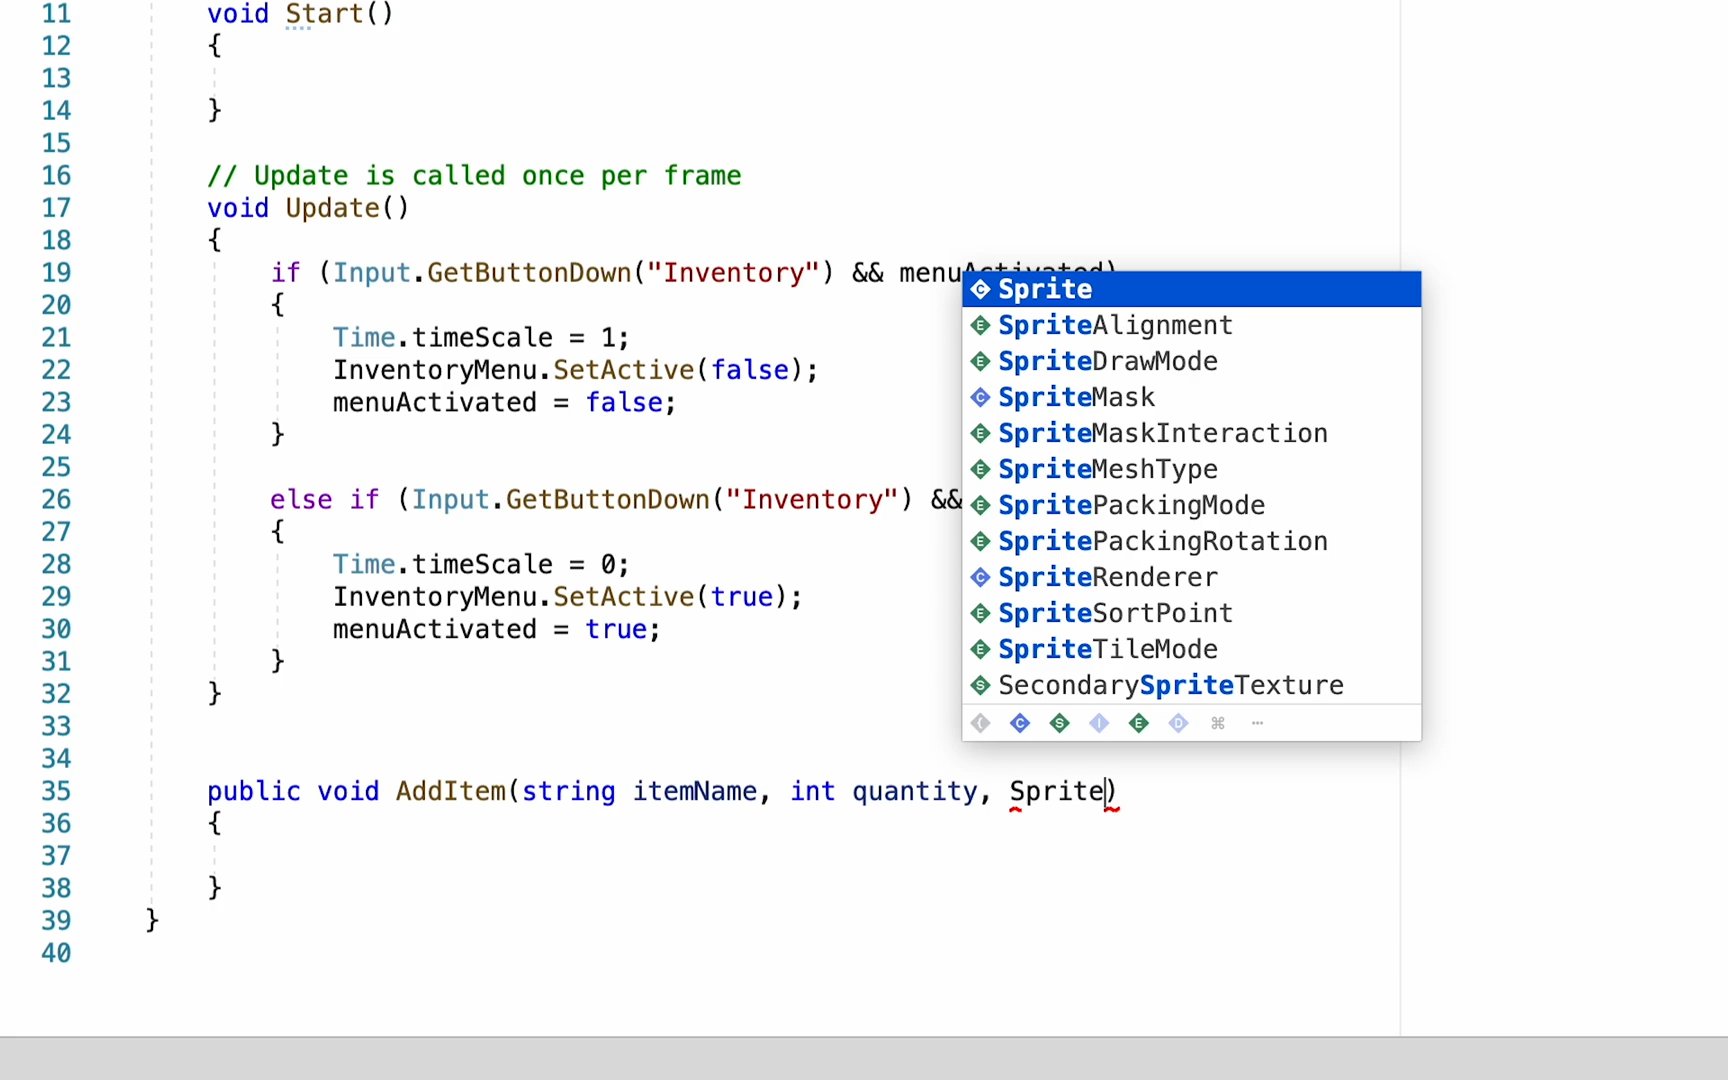 11 void Start()
12 {
13
14 }
15
16 // Update is called once per frame
17 void Update()
18 {
19 if (Input.GetButtonDown("Inventory") && menuActivated)
20 {
21 Time.timeScale = 1;
22 InventoryMenu.SetActive(false);
23 menuActivated = false;
24 }
25
26 else if (Input.GetButtonDown("Inventory") &&
27 {
28 Time.timeScale = 0;
29 InventoryMenu.SetActive(true);
30 menuActivated = true;
31 }
32 }
33
34
35 public void AddItem(string itemName, int quantity, Sprite)
36 {
37
38 }
39 }
40
Sprite
SpriteAlignment
SpriteDrawMode
SpriteMask
SpriteMaskInteraction
SpriteMeshType
SpritePackingMode
SpritePackingRotation
SpriteRenderer
SpriteSortPoint
SpriteTileMode
SecondarySpriteTexture